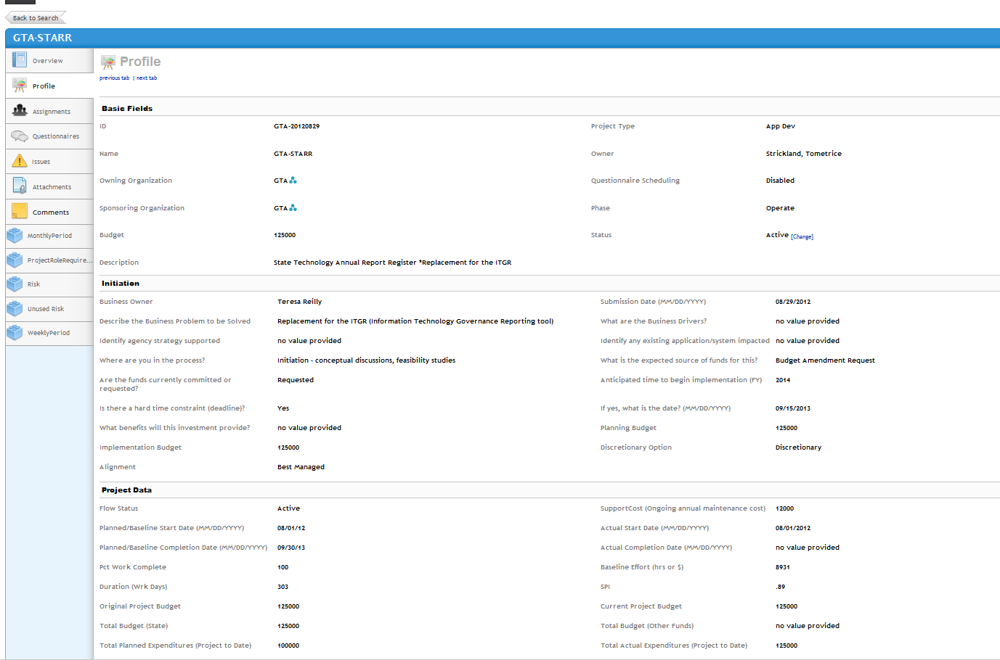 Back to Search
GTA-STARR
Overview
Profile
Assignments
Questionnaires
Issues
Attachments
Comments
MonthlyPeriod
ProjectRoleRequire...
Risk
Unused Risk
WeeklyPeriod
Profile
previous tab | next tab
Basic Fields
ID GTA-20120829 Project Type App Dev
Name GTA-STARR Owner Strickland, Tometrice
Owning Organization GTA Questionnaire Scheduling Disabled
Sponsoring Organization GTA Phase Operate
Budget 125000 Status Active [Change]
Description State Technology Annual Report Register *Replacement for the ITGR
Initiation
Business Owner Teresa Reilly Submission Date (MM/DD/YYYY) 08/29/2012
Describe the Business Problem to be Solved Replacement for the ITGR (Information Technology Governance Reporting tool) What are the Business Drivers? no value provided
Identify agency strategy supported no value provided Identify any existing application/system impacted no value provided
Where are you in the process? Initiation - conceptual discussions, feasibility studies What is the expected source of funds for this? Budget Amendment Request
Are the funds currently committed or requested? Requested Anticipated time to begin implementation (FY) 2014
Is there a hard time constraint (deadline)? Yes If yes, what is the date? (MM/DD/YYYY) 09/15/2013
What benefits will this investment provide? no value provided Planning Budget 125000
Implementation Budget 125000 Discretionary Option Discretionary
Alignment Best Managed
Project Data
Flow Status Active SupportCost (Ongoing annual maintenance cost) 12000
Planned/Baseline Start Date (MM/DD/YYYY) 08/01/12 Actual Start Date (MM/DD/YYYY) 08/01/2012
Planned/Baseline Completion Date (MM/DD/YYYY) 09/30/13 Actual Completion Date (MM/DD/YYYY) no value provided
Pct Work Complete 100 Baseline Effort (hrs or $) 8931
Duration (Wrk Days) 303 SPI .89
Original Project Budget 125000 Current Project Budget 125000
Total Budget (State) 125000 Total Budget (Other Funds) no value provided
Total Planned Expenditures (Project to Date) 100000 Total Actual Expenditures (Project to Date) 125000